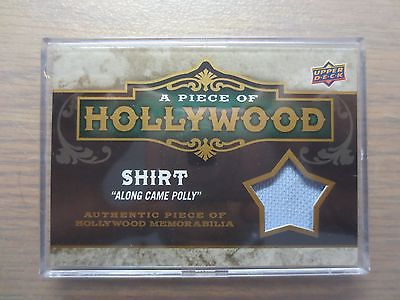 UPPER DECK
A PIECE OF
HOLLYWOOD
SHIRT
"ALONG CAME POLLY"
AUTHENTIC PIECE OF
HOLLYWOOD MEMORABILIA